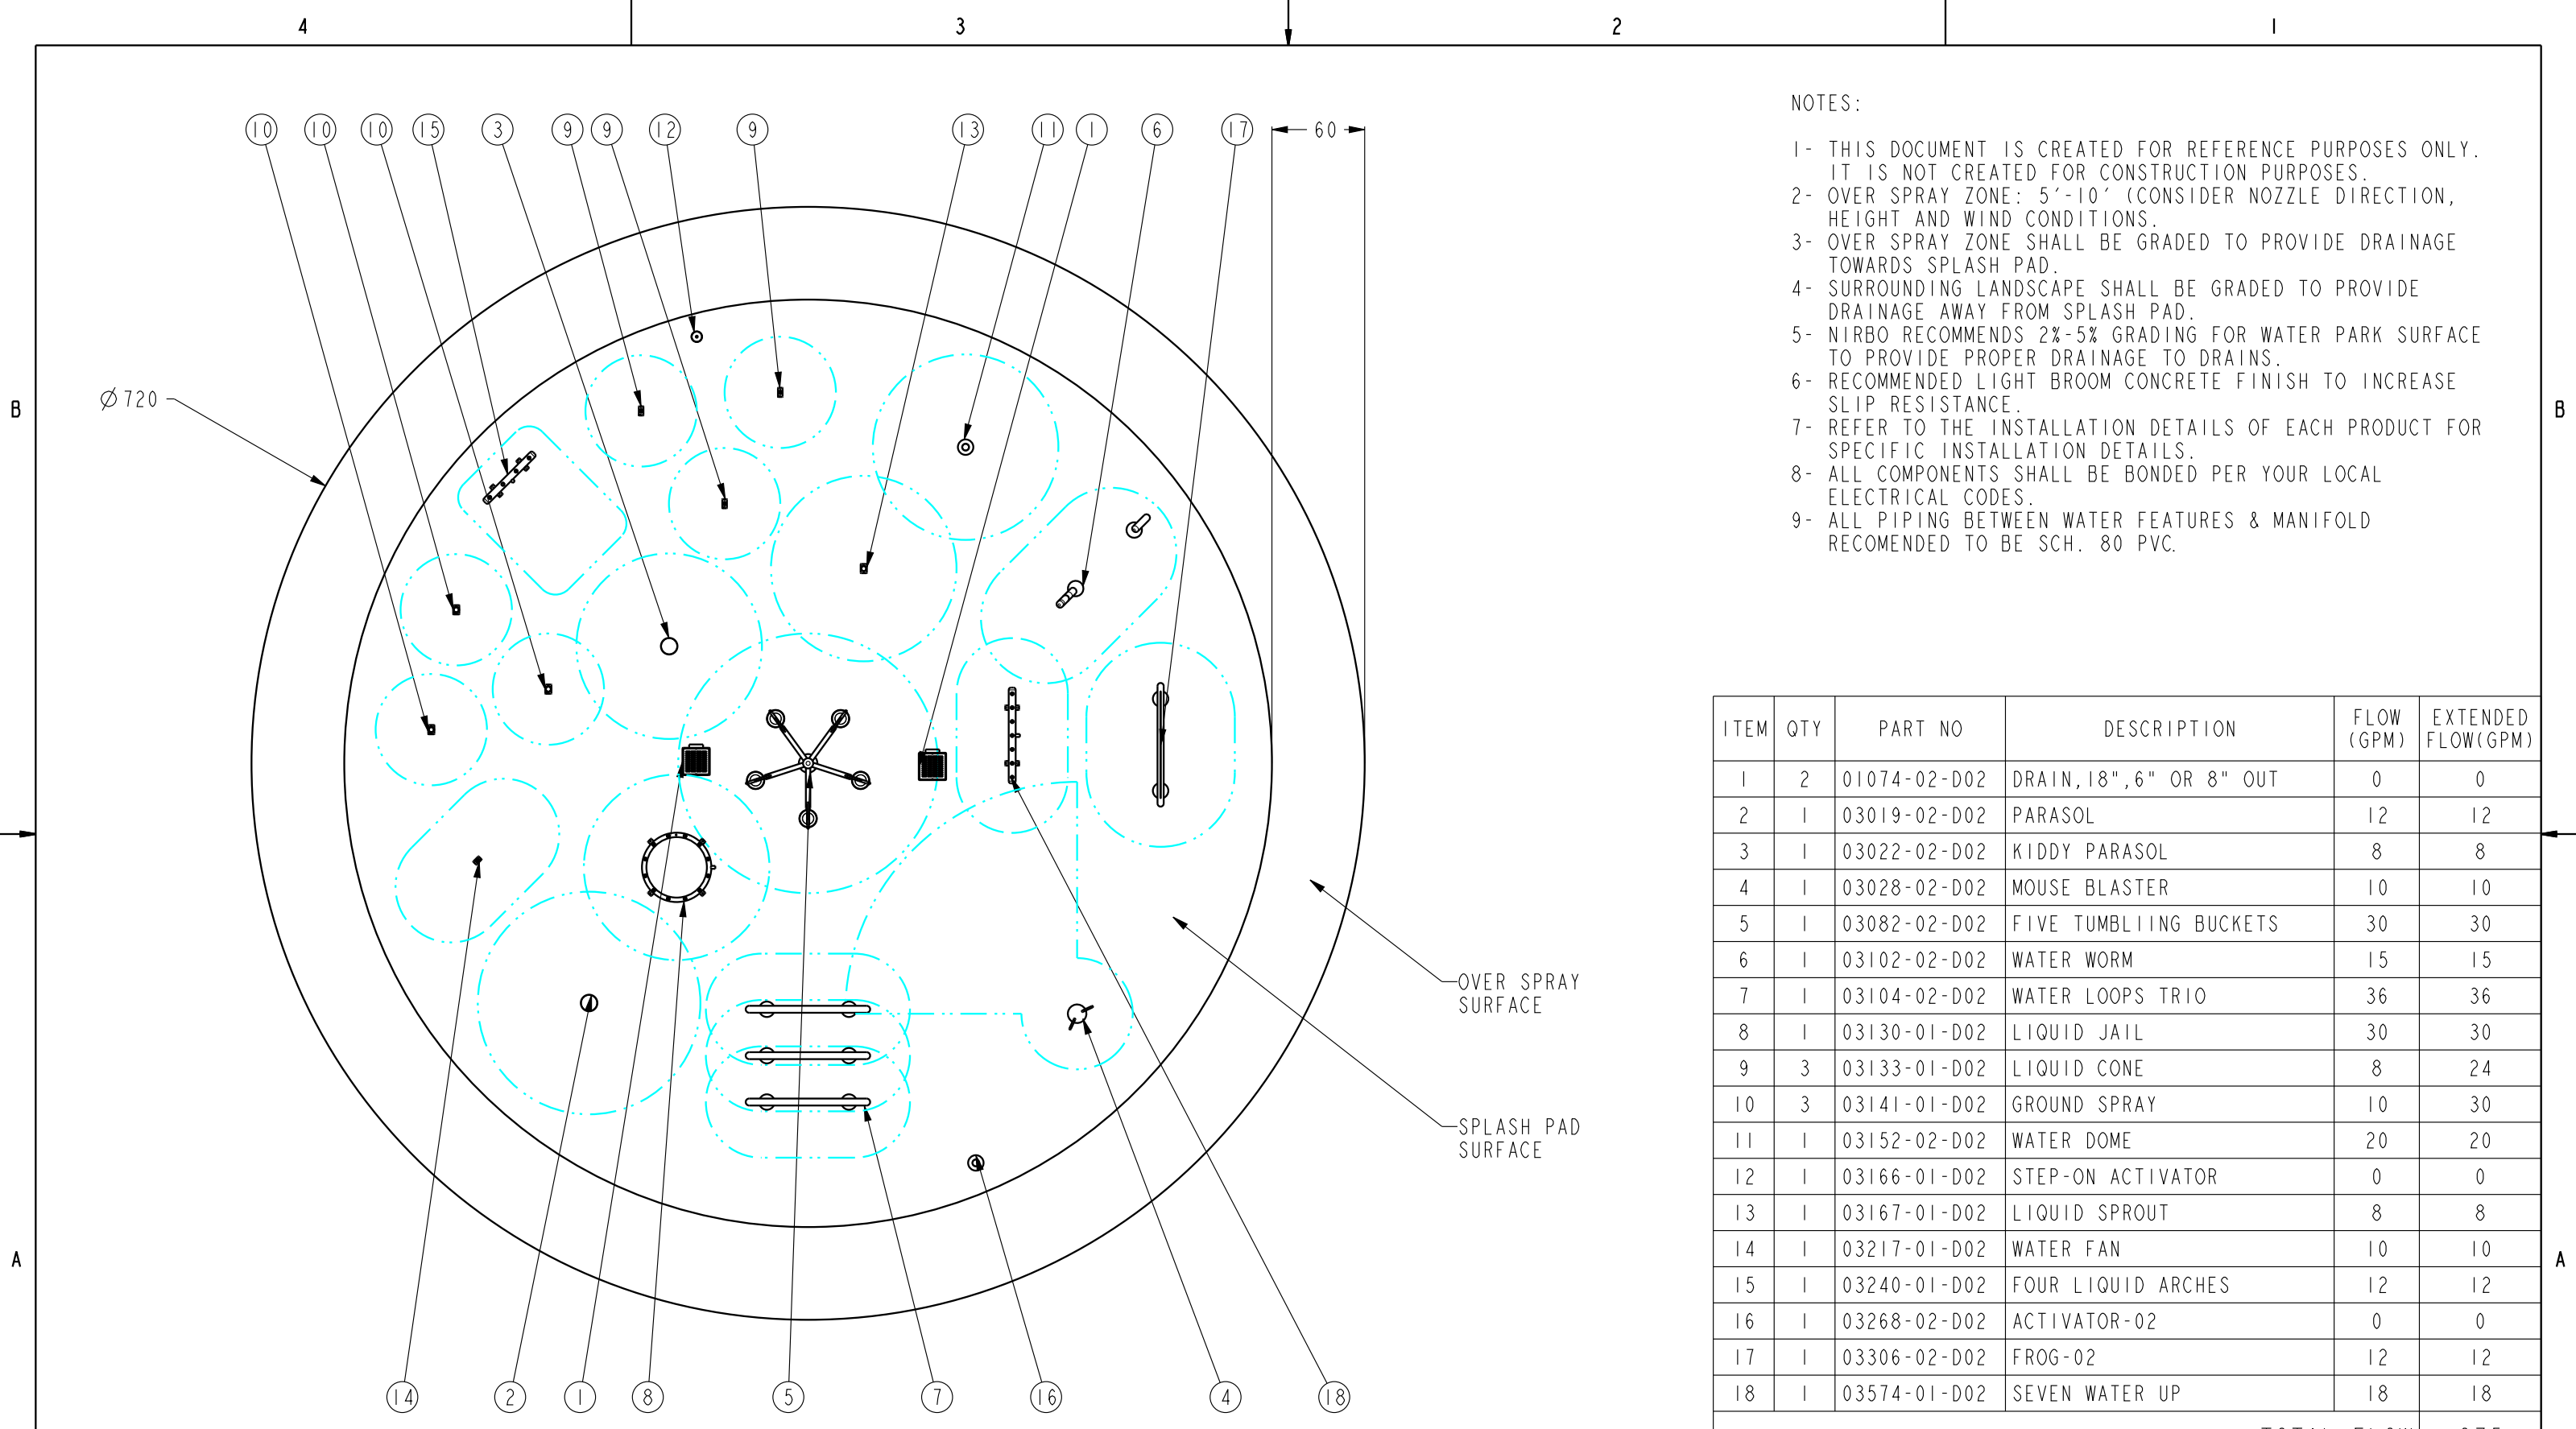 4 3 2 1
10 10 10 15 3 9 9 12 9 13 11 1 6 17 60
NOTES:
1- THIS DOCUMENT IS CREATED FOR REFERENCE PURPOSES ONLY.
IT IS NOT CREATED FOR CONSTRUCTION PURPOSES.
2- OVER SPRAY ZONE: 5'-10' (CONSIDER NOZZLE DIRECTION,
HEIGHT AND WIND CONDITIONS.
3- OVER SPRAY ZONE SHALL BE GRADED TO PROVIDE DRAINAGE
TOWARDS SPLASH PAD.
4- SURROUNDING LANDSCAPE SHALL BE GRADED TO PROVIDE
DRAINAGE AWAY FROM SPLASH PAD.
5- NIRBO RECOMMENDS 2%-5% GRADING FOR WATER PARK SURFACE
TO PROVIDE PROPER DRAINAGE TO DRAINS.
6- RECOMMENDED LIGHT BROOM CONCRETE FINISH TO INCREASE
SLIP RESISTANCE.
7- REFER TO THE INSTALLATION DETAILS OF EACH PRODUCT FOR
SPECIFIC INSTALLATION DETAILS.
8- ALL COMPONENTS SHALL BE BONDED PER YOUR LOCAL
ELECTRICAL CODES.
9- ALL PIPING BETWEEN WATER FEATURES & MANIFOLD
RECOMENDED TO BE SCH. 80 PVC.
B Ø720 B
OVER SPRAY
SURFACE
SPLASH PAD
SURFACE
A A
14 2 1 8 5 7 16 4 18
ITEM QTY PART NO DESCRIPTION FLOW (GPM) EXTENDED FLOW(GPM)
1 2 01074-02-D02 DRAIN,18",6" OR 8" OUT 0 0
2 1 03019-02-D02 PARASOL 12 12
3 1 03022-02-D02 KIDDY PARASOL 8 8
4 1 03028-02-D02 MOUSE BLASTER 10 10
5 1 03082-02-D02 FIVE TUMBLIING BUCKETS 30 30
6 1 03102-02-D02 WATER WORM 15 15
7 1 03104-02-D02 WATER LOOPS TRIO 36 36
8 1 03130-01-D02 LIQUID JAIL 30 30
9 3 03133-01-D02 LIQUID CONE 8 24
10 3 03141-01-D02 GROUND SPRAY 10 30
11 1 03152-02-D02 WATER DOME 20 20
12 1 03166-01-D02 STEP-ON ACTIVATOR 0 0
13 1 03167-01-D02 LIQUID SPROUT 8 8
14 1 03217-01-D02 WATER FAN 10 10
15 1 03240-01-D02 FOUR LIQUID ARCHES 12 12
16 1 03268-02-D02 ACTIVATOR-02 0 0
17 1 03306-02-D02 FROG-02 12 12
18 1 03574-01-D02 SEVEN WATER UP 18 18